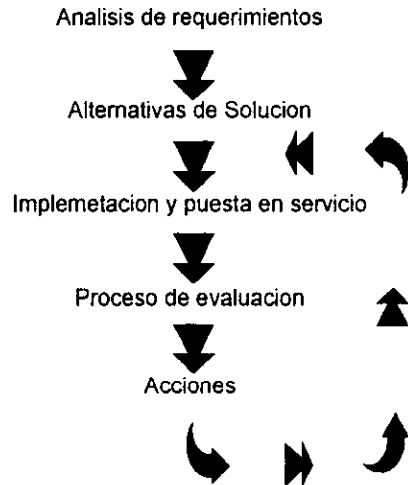 Analisis de requerimientos
Alternativas de Solucion
Implemetacion y puesta en servicio
Proceso de evaluacion
Acciones